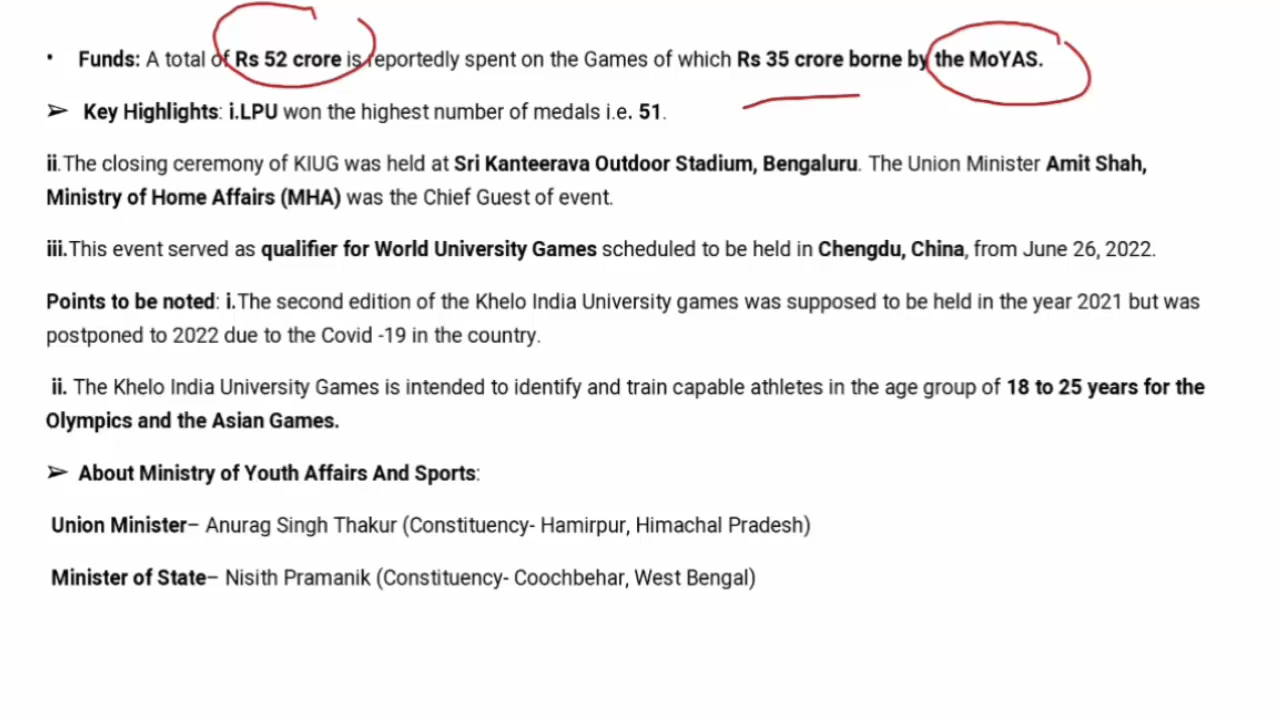 • Funds: A total of Rs 52 crore is reportedly spent on the Games of which Rs 35 crore borne by the MoYAS.
➢ Key Highlights: i.LPU won the highest number of medals i.e. 51.
ii.The closing ceremony of KIUG was held at Sri Kanteerava Outdoor Stadium, Bengaluru. The Union Minister Amit Shah,
Ministry of Home Affairs (MHA) was the Chief Guest of event.
iii.This event served as qualifier for World University Games scheduled to be held in Chengdu, China, from June 26, 2022.
Points to be noted: i.The second edition of the Khelo India University games was supposed to be held in the year 2021 but was
postponed to 2022 due to the Covid -19 in the country.
ii. The Khelo India University Games is intended to identify and train capable athletes in the age group of 18 to 25 years for the
Olympics and the Asian Games.
➢ About Ministry of Youth Affairs And Sports:
Union Minister– Anurag Singh Thakur (Constituency- Hamirpur, Himachal Pradesh)
Minister of State– Nisith Pramanik (Constituency- Coochbehar, West Bengal)